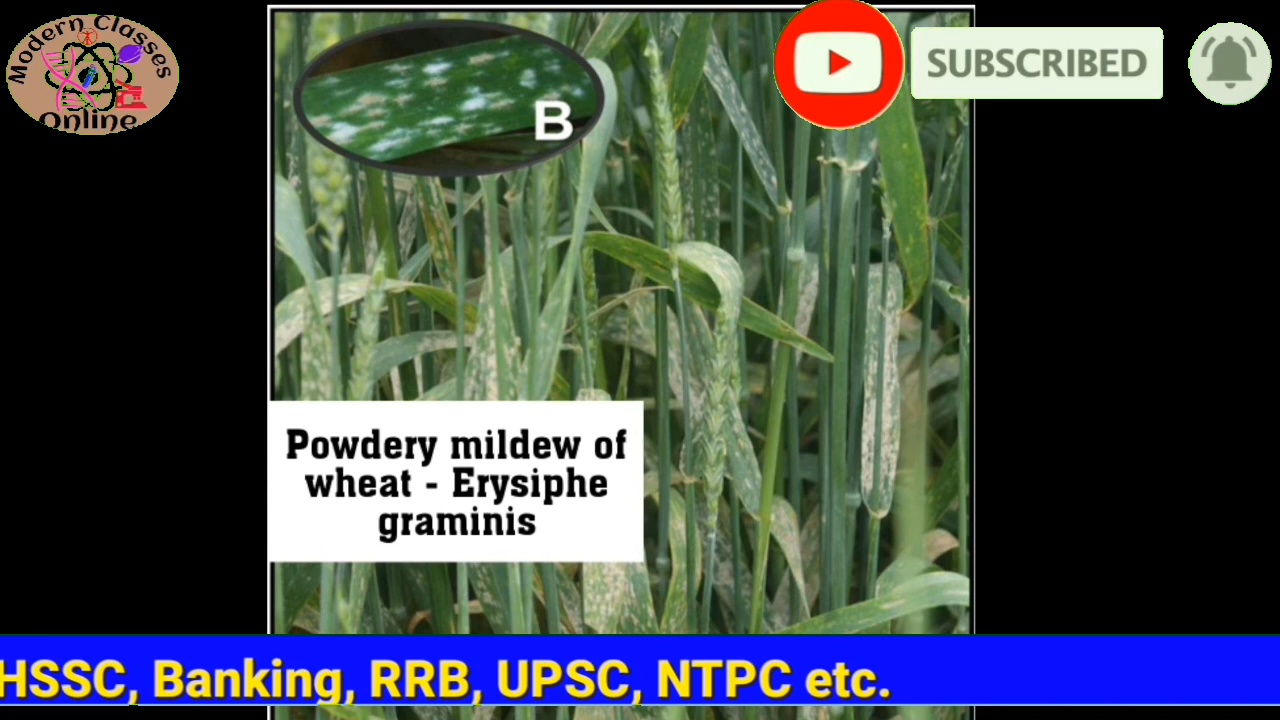 Modern Classes
Online
B
SUBSCRIBED
Powdery mildew of
wheat - Erysiphe
graminis
HSSC, Banking, RRB, UPSC, NTPC etc.